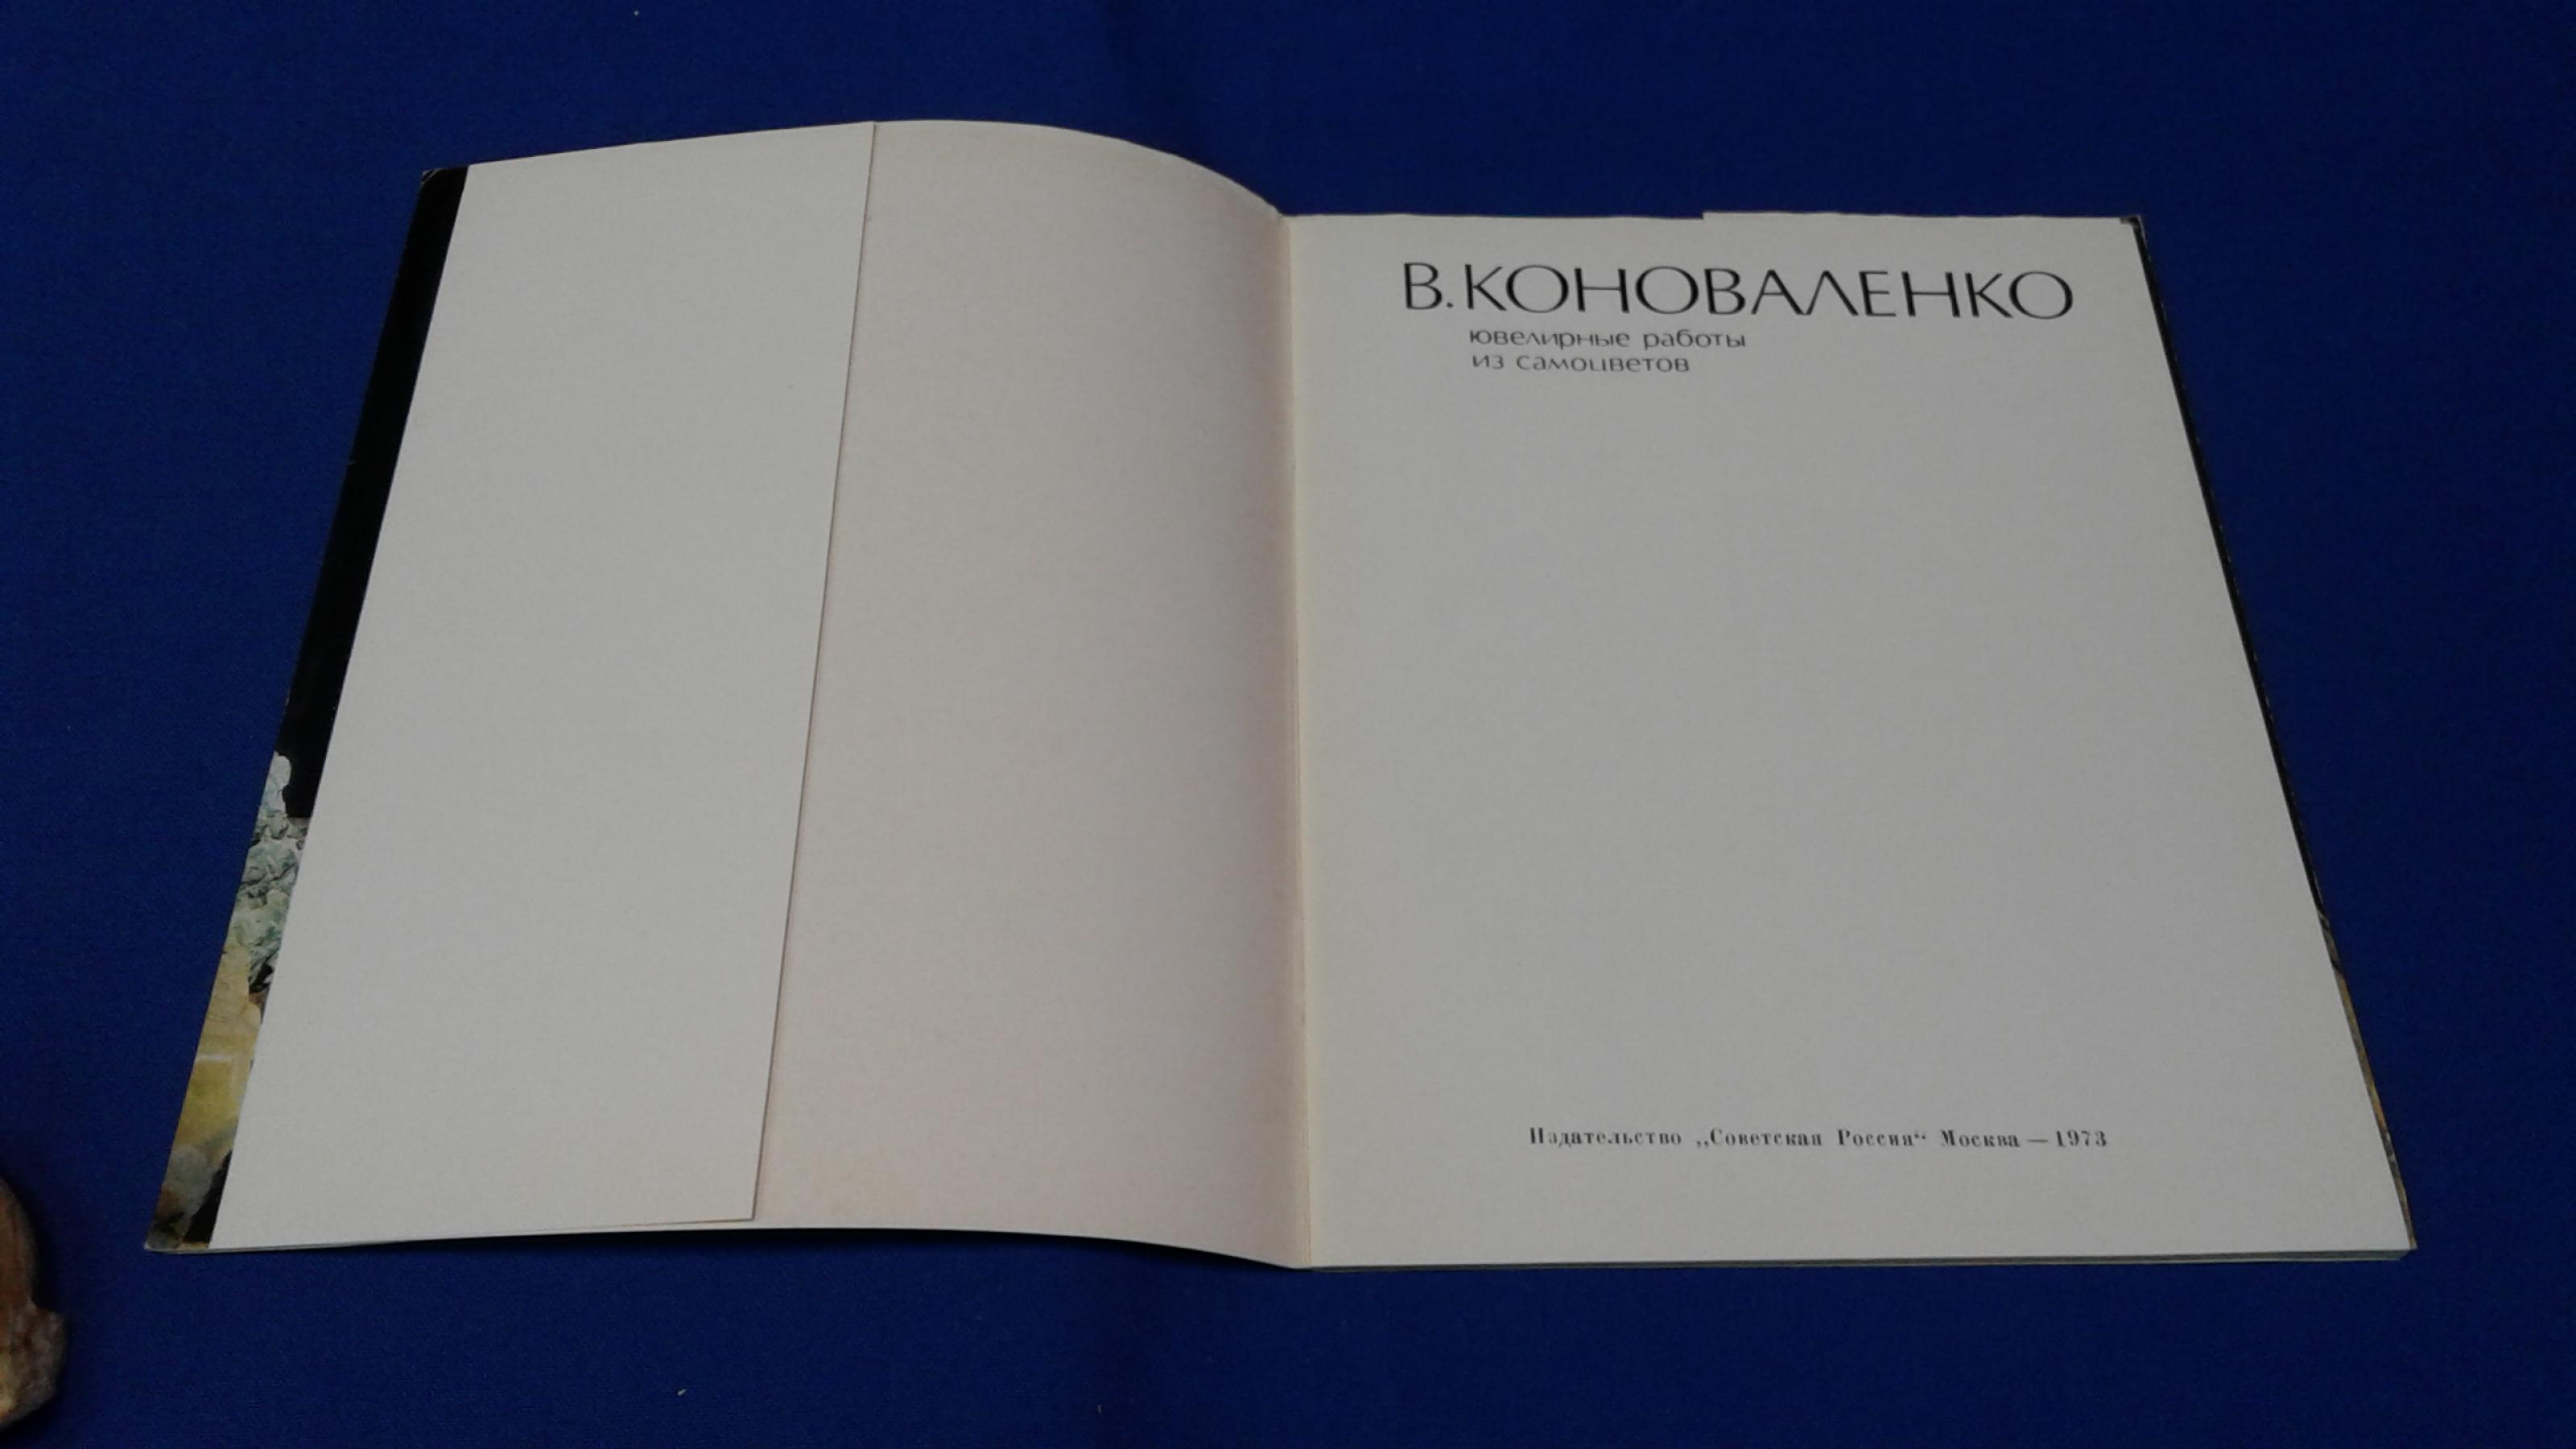 В. КОНОВАЛЕНКО
ювелирные работы
из самоцветов
Издательство „Советская Россия“ Москва — 1973